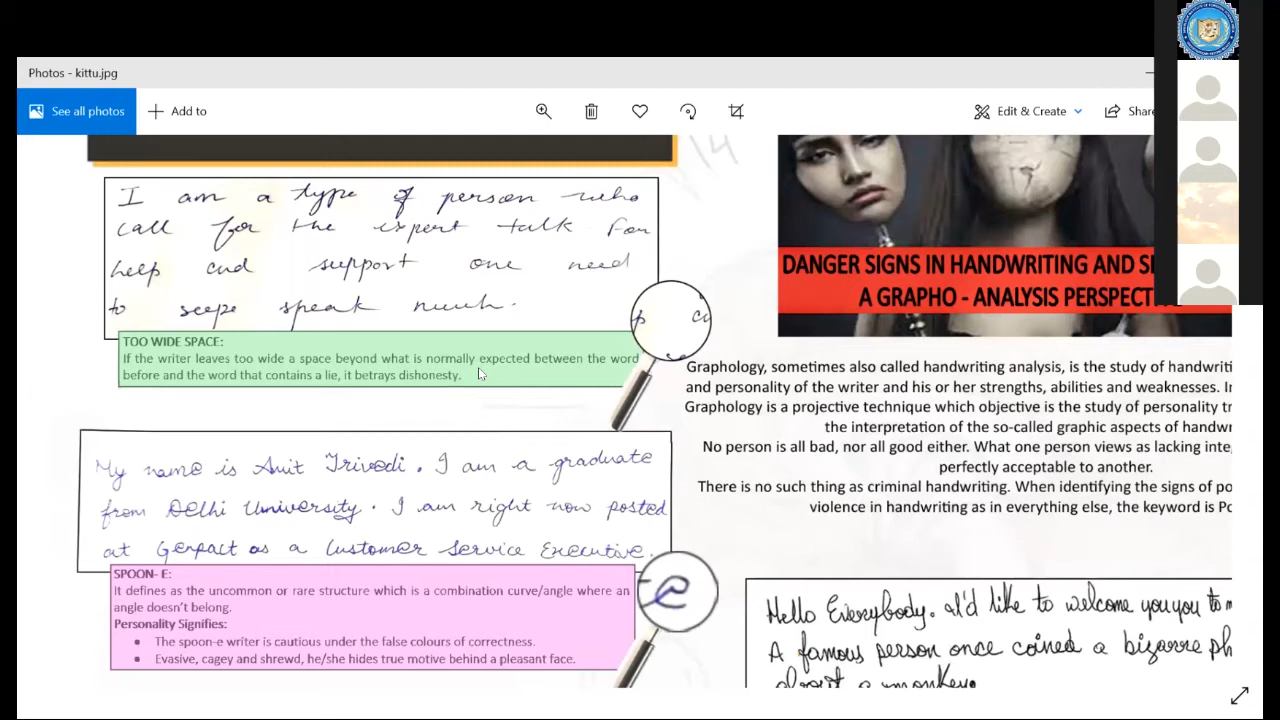 Photos - kittu.jpg
See all photos
Add to
Edit & Create
Share
14
I am a type of person who
call for the expert talk for
help and support one need
to seepe speak much.
TOO WIDE SPACE:
If the writer leaves too wide a space beyond what is normally expected between the word
before and the word that contains a lie, it betrays dishonesty.
My name is Amit Trivedi. I am a graduate
from Delhi University. I am right now posted
at Genpact as a Customer Service Executive.
SPOON- E:
It defines as the uncommon or rare structure which is a combination curve/angle where an
angle doesn't belong.
Personality Signifies:
The spoon-e writer is cautious under the false colours of correctness.
Evasive, cagey and shrewd, he/she hides true motive behind a pleasant face.
e
DANGER SIGNS IN HANDWRITING AND S
A GRAPHO - ANALYSIS PERSPECT
Graphology, sometimes also called handwriting analysis, is the study of handwriti
and personality of the writer and his or her strengths, abilities and weaknesses. I
Graphology is a projective technique which objective is the study of personality tr
the interpretation of the so-called graphic aspects of handw
No person is all bad, nor all good either. What one person views as lacking inte
perfectly acceptable to another.
There is no such thing as criminal handwriting. When identifying the signs of po
violence in handwriting as in everything else, the keyword is Po
Hello Everybody. I'd like to welcome you you to
A famous person once coined a bizarre ph
about a monkey.